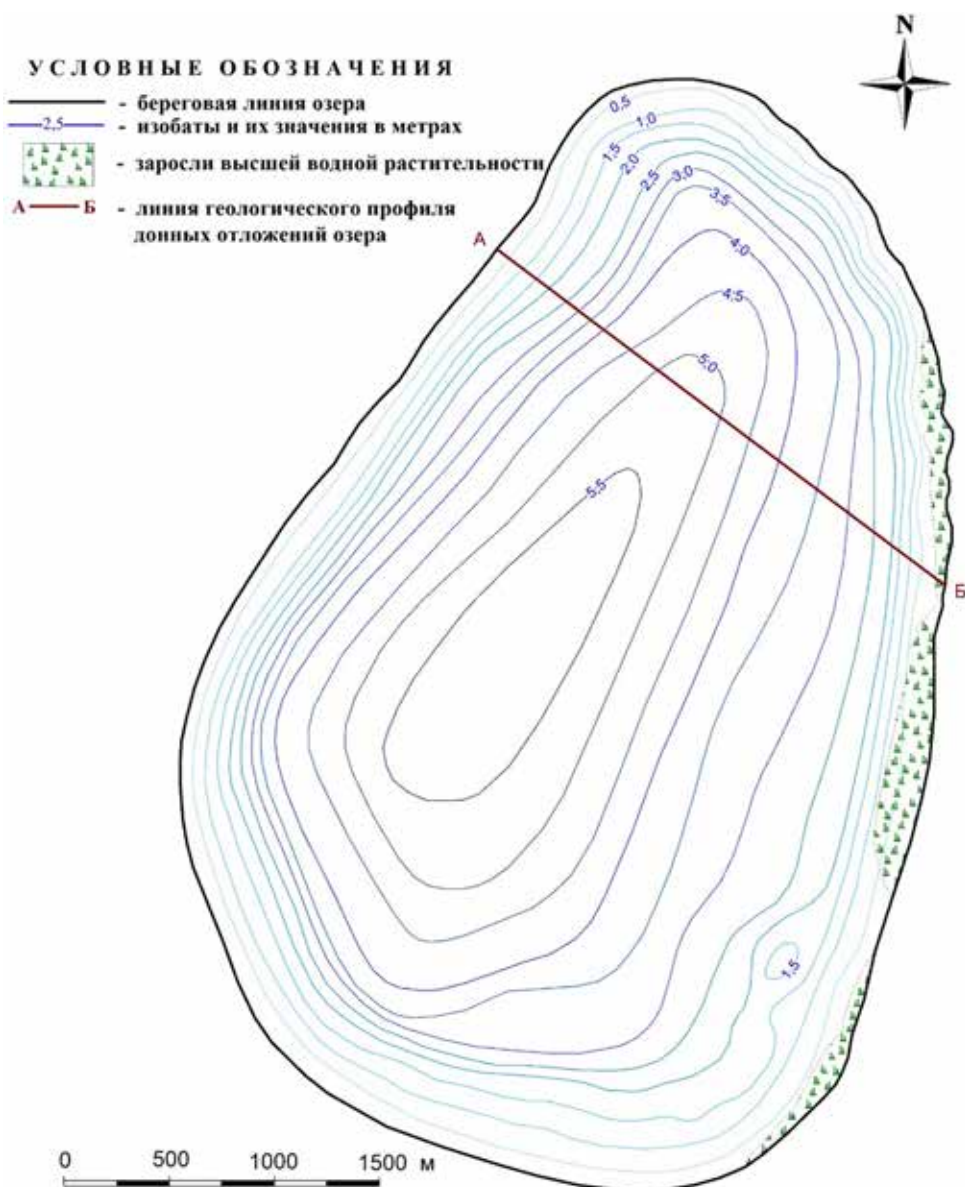 N
УСЛОВНЫЕ ОБОЗНАЧЕНИЯ
- береговая линия озера
2,5 - изобаты и их значения в метрах
- заросли высшей водной растительности
А Б - линия геологического профиля
донных отложений озера
0,5
1,0
1,5
2,0
2,5
3,0
3,5
А
4,0
4,5
5,0
5,5
Б
1,5
0 500 1000 1500 м